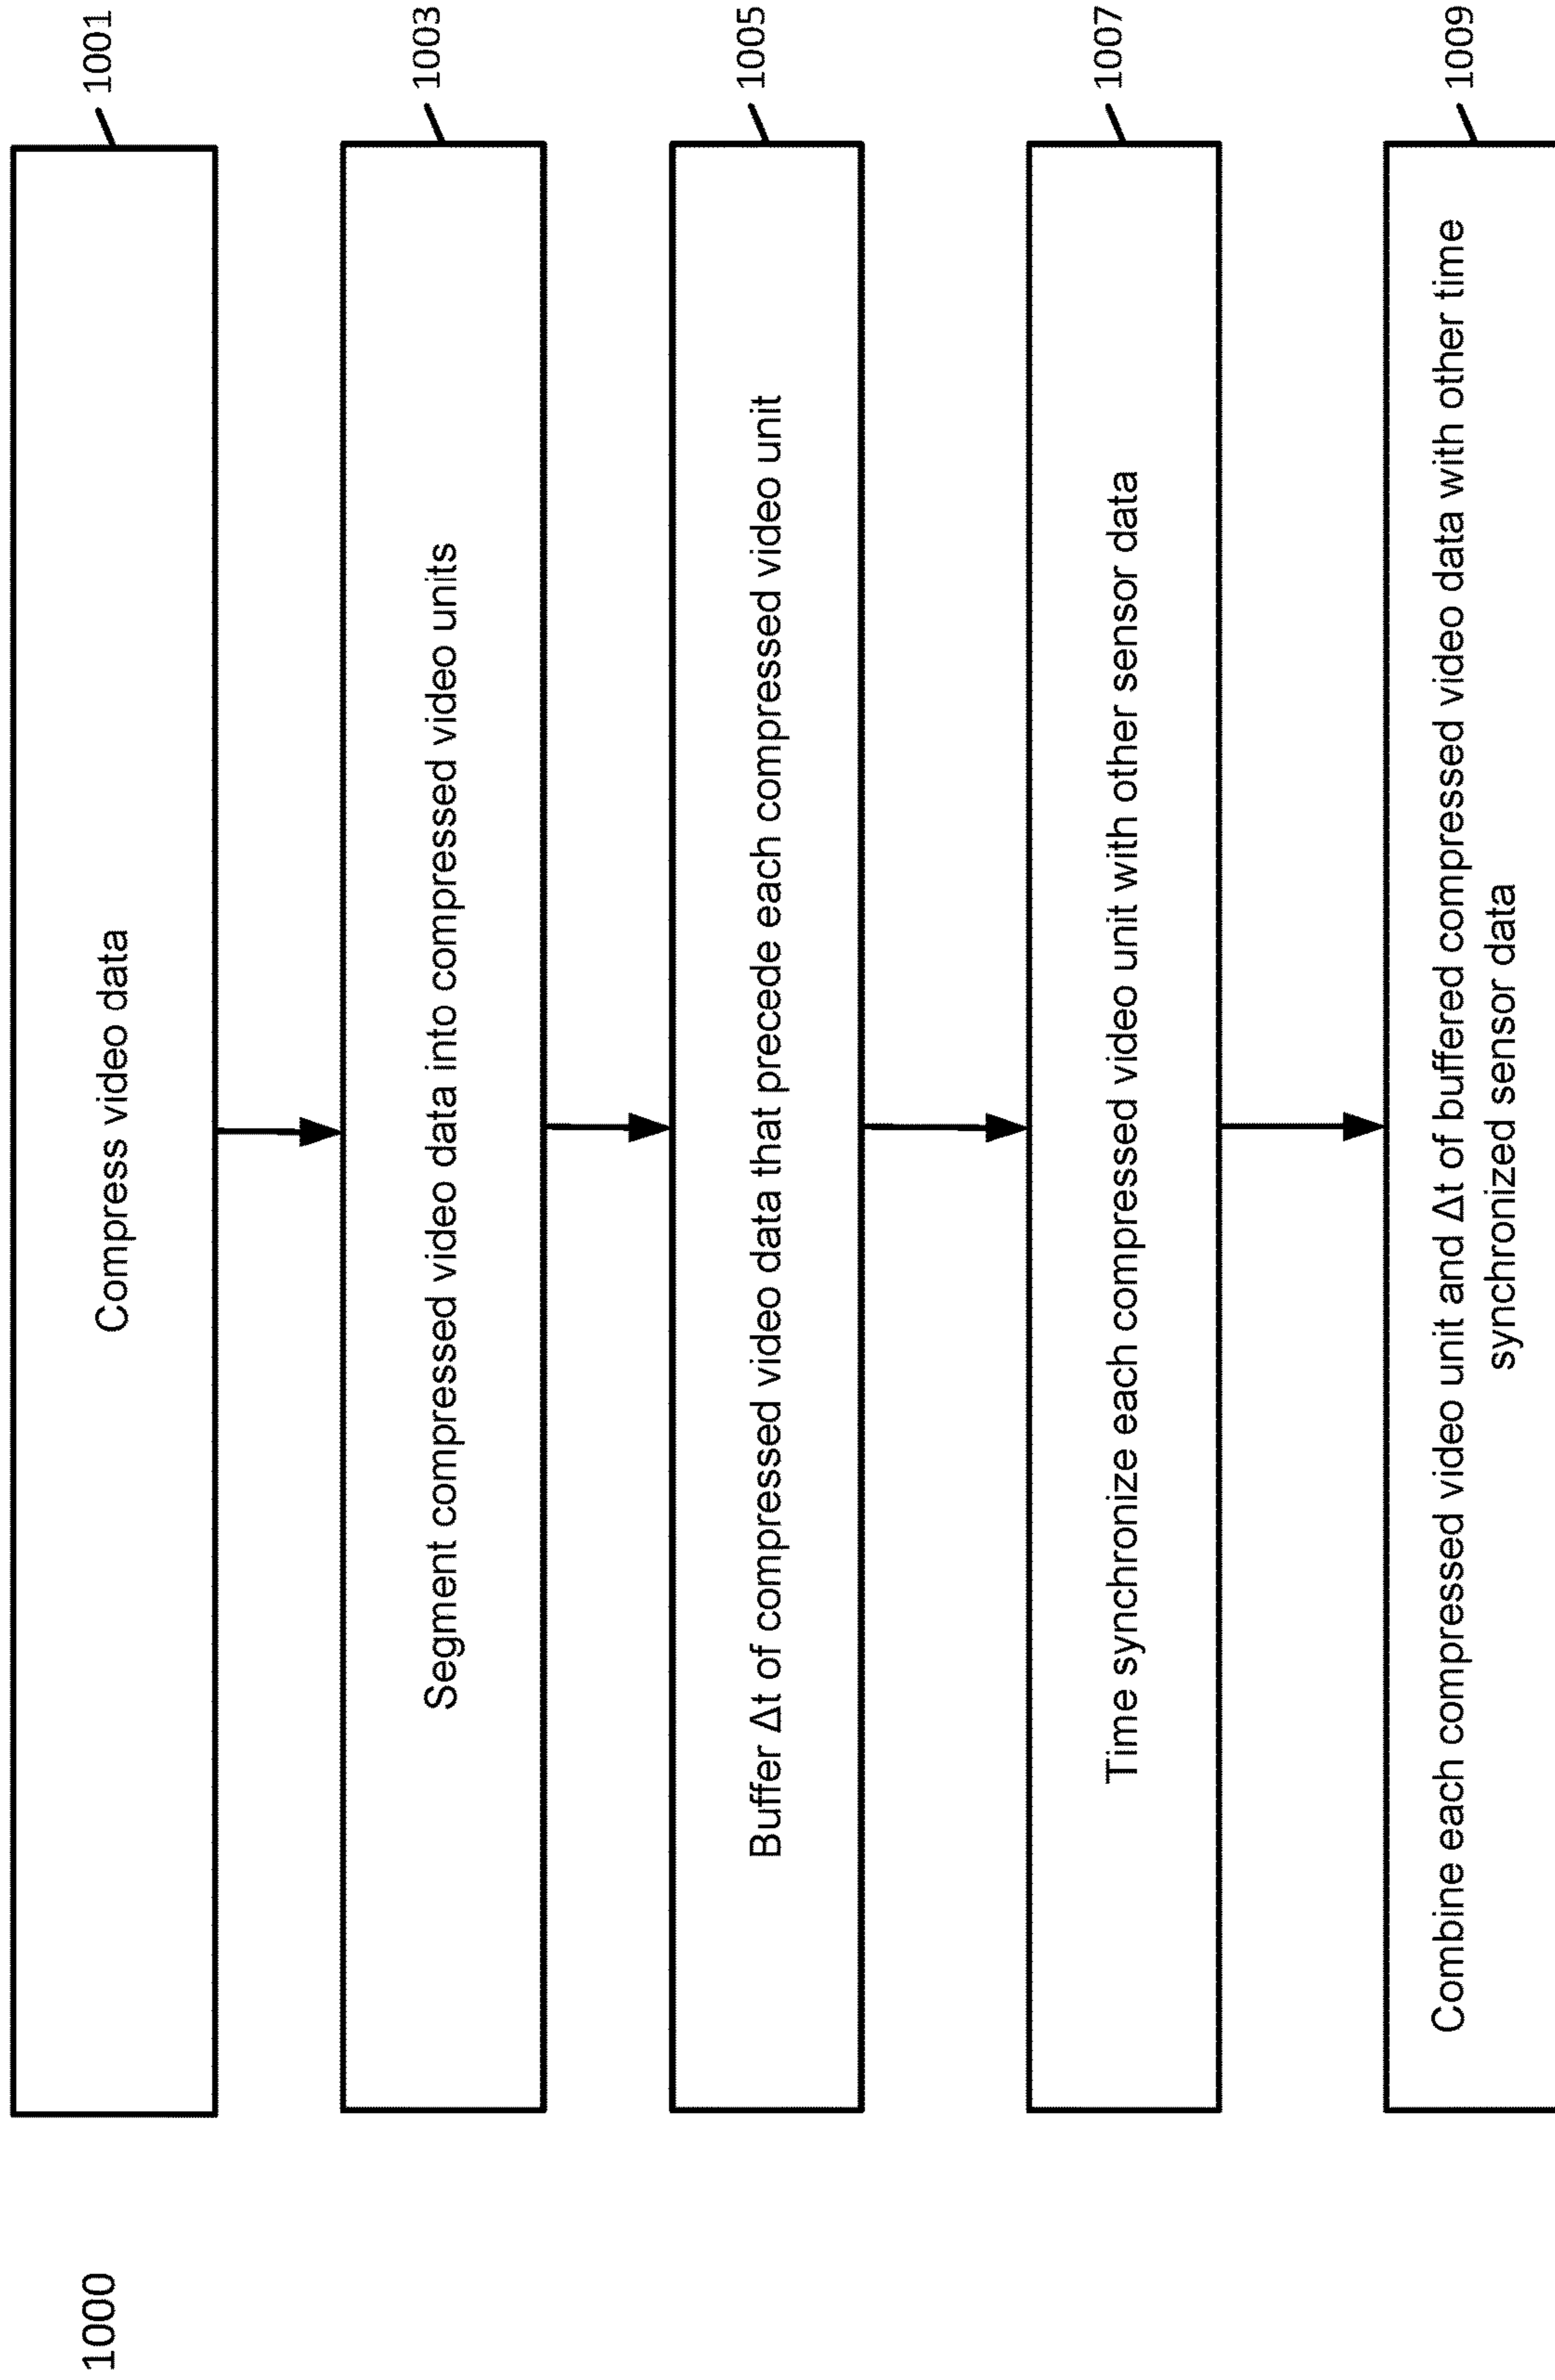 1000
Compress video data
1001
Segment compressed video data into compressed video units
1003
Buffer Δt of compressed video data that precede each compressed video unit
1005
Time synchronize each compressed video unit with other sensor data
1007
Combine each compressed video unit and Δt of buffered compressed video data with other time
synchronized sensor data
1009